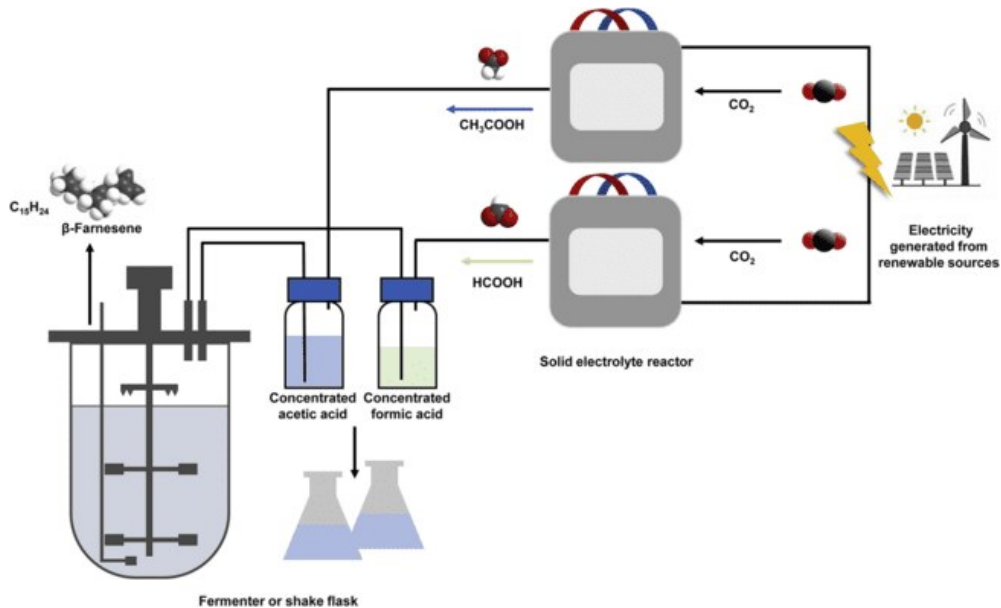 CH₃COOH
CO₂
C₁₅H₂₄
β-Farnesene
Electricity
generated from
renewable sources
HCOOH
CO₂
Solid electrolyte reactor
Concentrated
acetic acid
Concentrated
formic acid
Fermenter or shake flask